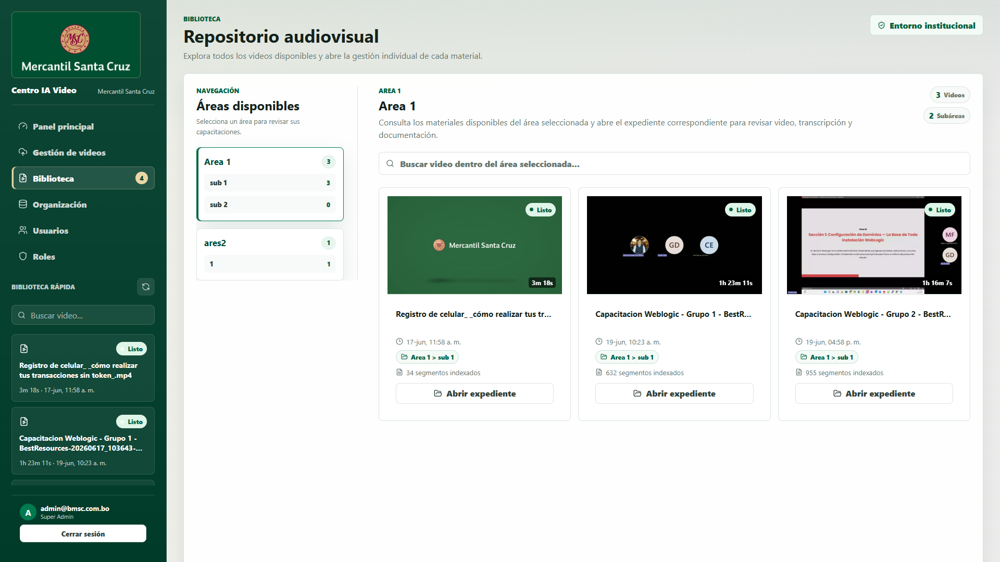 BOLIVIA
MSC
1905
Mercantil Santa Cruz
Centro IA Video
Mercantil Santa Cruz
Panel principal
Gestión de videos
Biblioteca
4
Organización
Usuarios
Roles
BIBLIOTECA RÁPIDA
Buscar video...
Listo
Registro de celular_ _cómo realizar
tus transacciones sin token_.mp4
3m 18s · 17-jun, 11:58 a. m.
Listo
Capacitacion Weblogic - Grupo 1 -
BestResources-20260617_103643-...
1h 23m 11s · 19-jun, 10:23 a. m.
A
admin@bmsc.com.bo
Super Admin
Cerrar sesión
BIBLIOTECA
Repositorio audiovisual
Explora todos los videos disponibles y abre la gestión individual de cada material.
Entorno institucional
NAVEGACIÓN
Áreas disponibles
Selecciona un área para revisar sus
capacitaciones.
Area 1
3
sub 1
3
sub 2
0
ares2
1
1
1
AREA 1
Area 1
Consulta los materiales disponibles del área seleccionada y abre el expediente correspondiente para revisar video, transcripción y
documentación.
3 Videos
2 Subáreas
Buscar video dentro del área seleccionada...
Listo
Mercantil Santa Cruz
3m 18s
Registro de celular_ _cómo realizar tus tr...
17-jun, 11:58 a. m.
Area 1 > sub 1
34 segmentos indexados
Abrir expediente
Listo
GD
CE
1h 23m 11s
Capacitacion Weblogic - Grupo 1 - BestR...
19-jun, 10:23 a. m.
Area 1 > sub 1
632 segmentos indexados
Abrir expediente
Listo
Parte 01
Sección 1: Configuración de Dominios — La Base de Toda
Instalación WebLogic
MF
GD
1h 16m 7s
Capacitacion Weblogic - Grupo 2 - BestR...
19-jun, 04:58 p. m.
Area 1 > sub 1
955 segmentos indexados
Abrir expediente